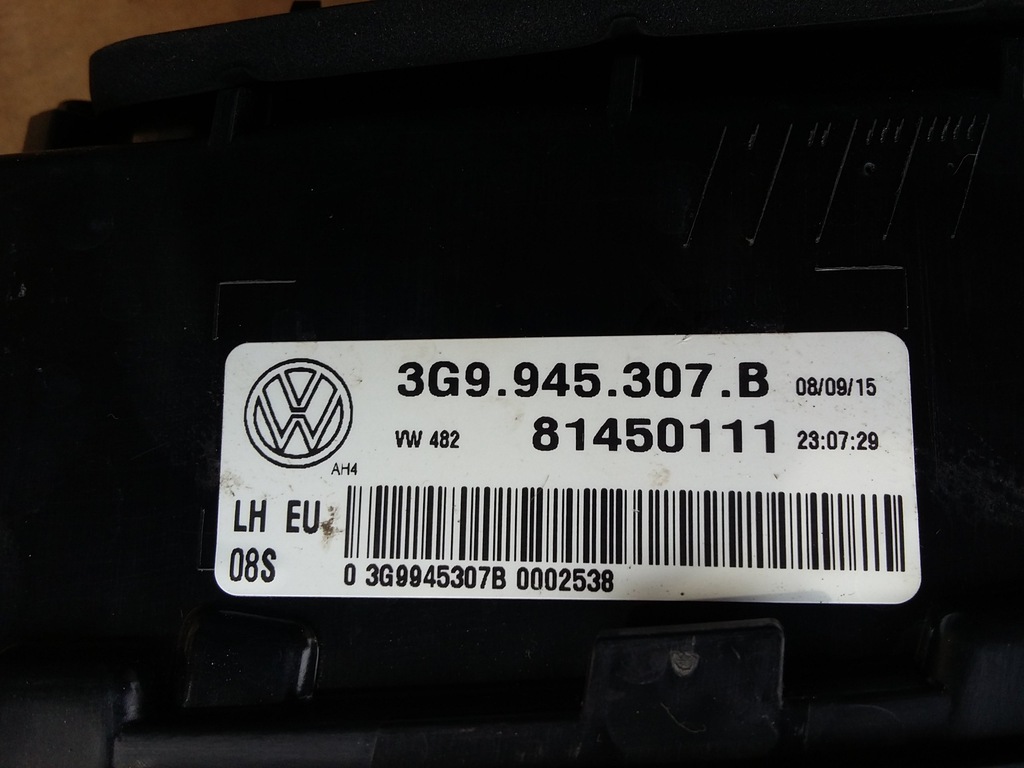 3G9.945.307.B 08/09/15
VW 482 81450111 23:07:29
AH4
LH EU
08S
0 3G9945307B 0002538